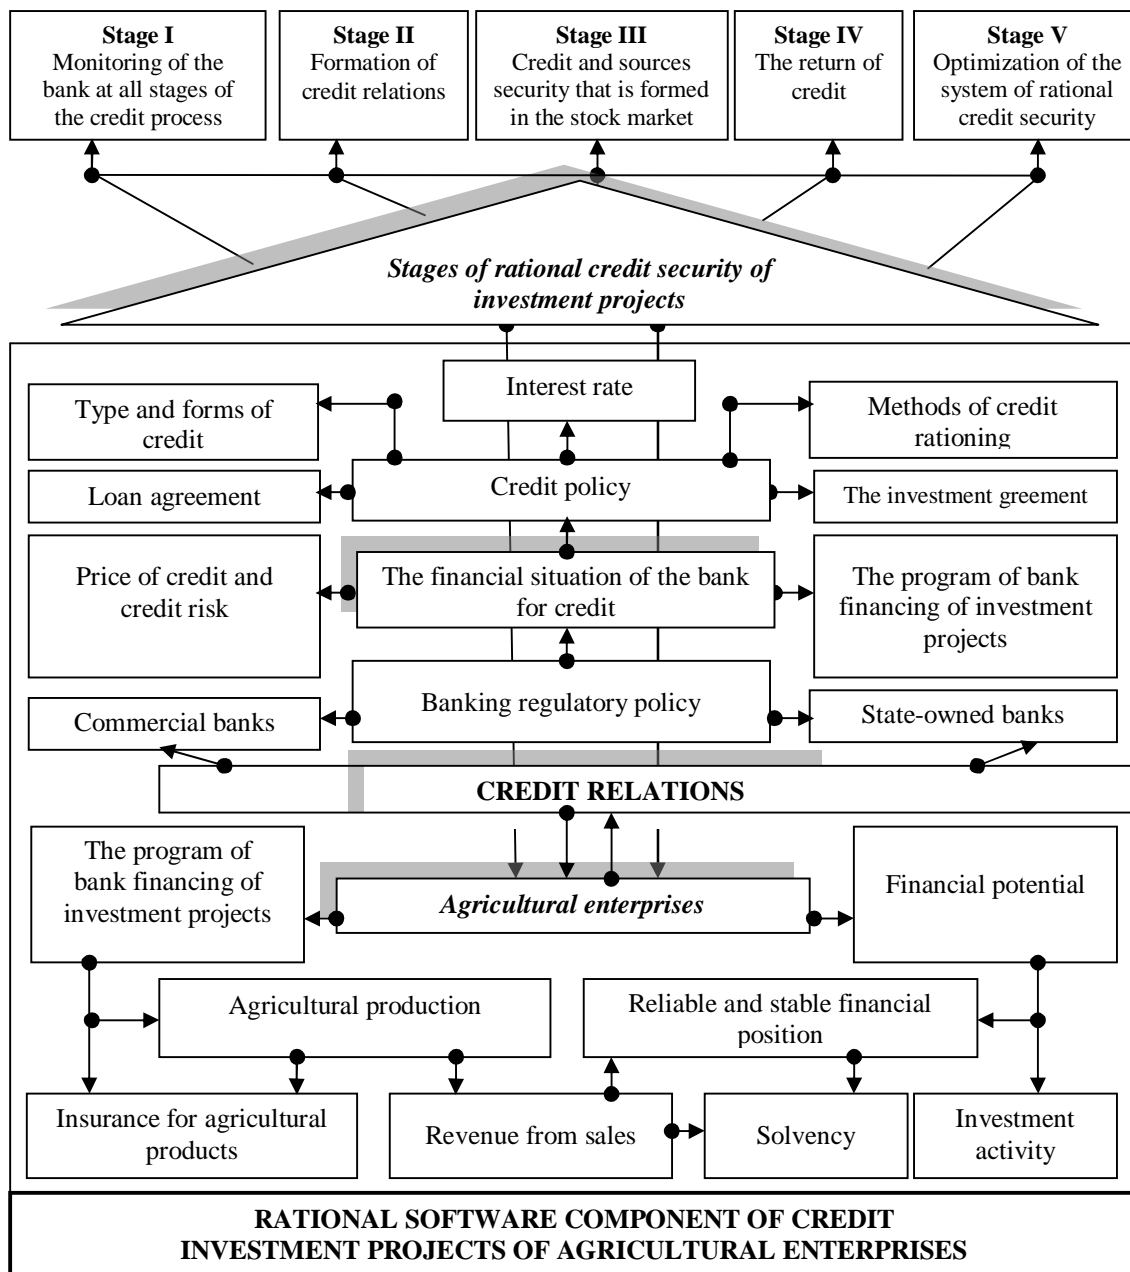 Stage I
Monitoring of the
bank at all stages of
the credit process
Stage II
Formation of
credit relations
Stage III
Credit and sources
security that is formed
in the stock market
Stage IV
The return of
credit
Stage V
Optimization of the
system of rational
credit security
Stages of rational credit security of
investment projects
Interest rate
Type and forms of
credit
Methods of credit
rationing
Credit policy
Loan agreement
The investment greement
Price of credit and
credit risk
The financial situation of the bank
for credit
The program of bank
financing of investment
projects
Banking regulatory policy
Commercial banks
State-owned banks
CREDIT RELATIONS
The program of
bank financing of
investment projects
Agricultural enterprises
Financial potential
Agricultural production
Reliable and stable financial
position
Insurance for agricultural
products
Revenue from sales
Solvency
Investment
activity
RATIONAL SOFTWARE COMPONENT OF CREDIT
INVESTMENT PROJECTS OF AGRICULTURAL ENTERPRISES